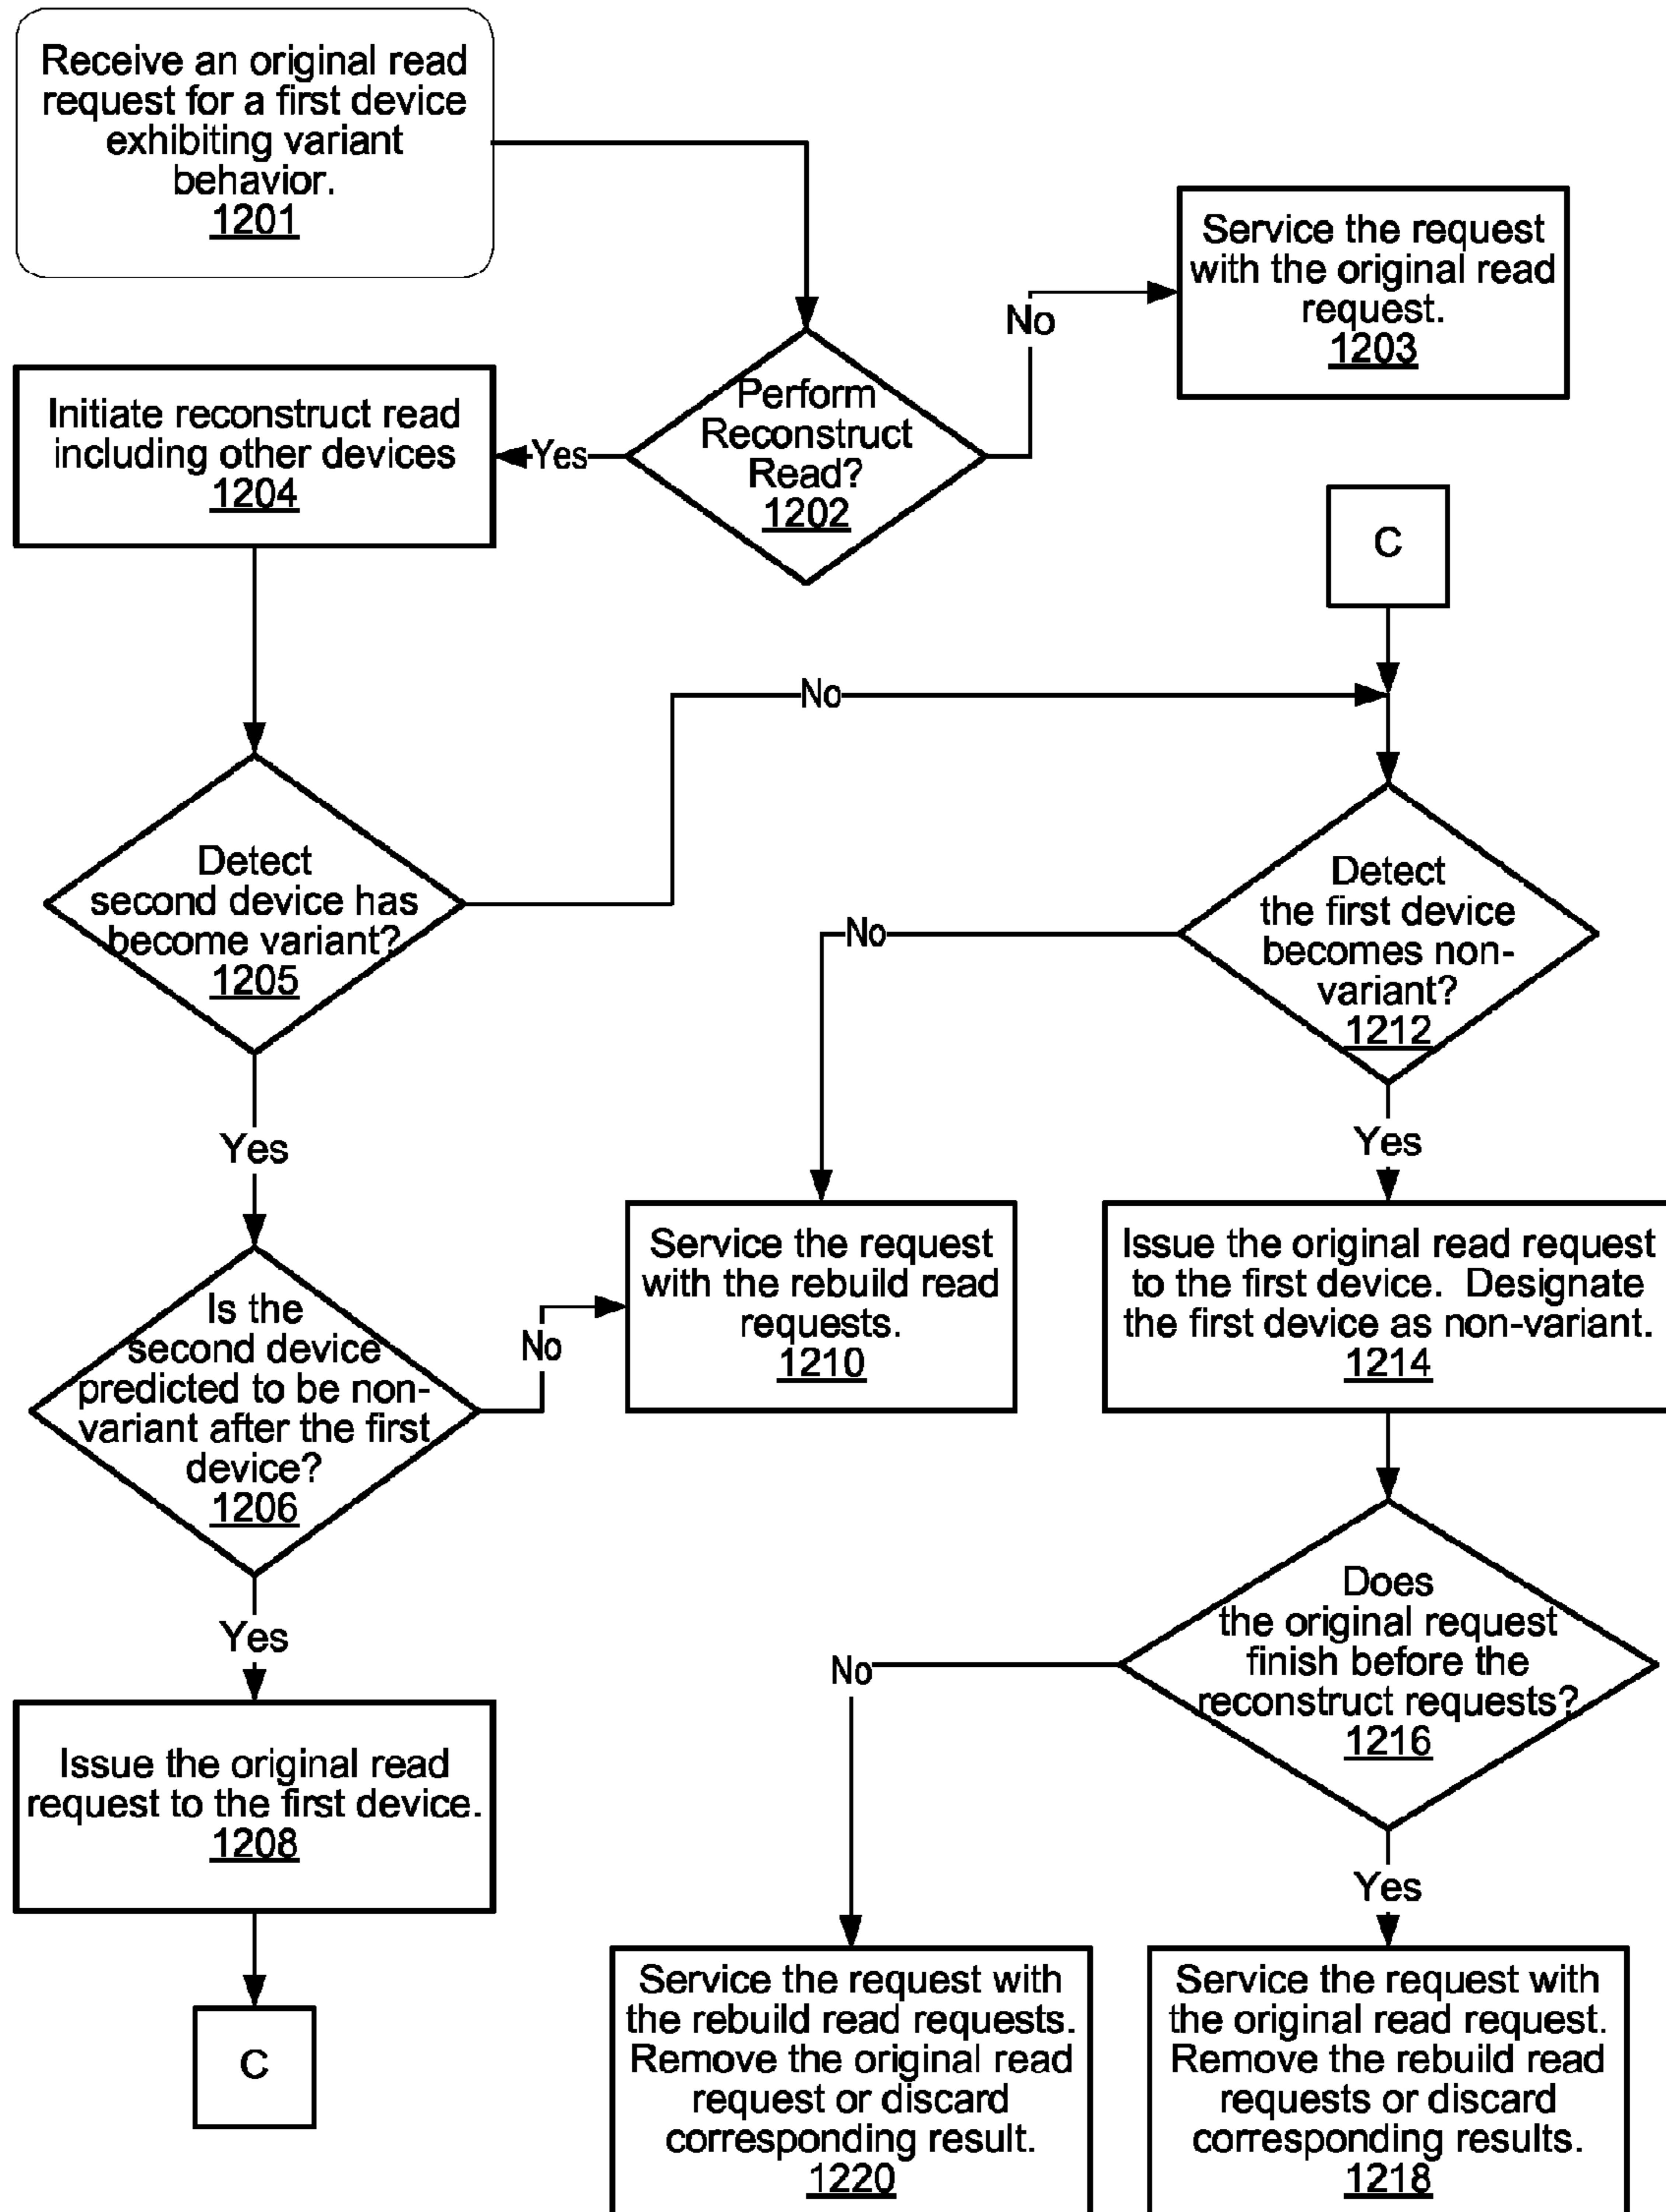 Receive an original read
request for a first device
exhibiting variant
behavior.
1201
Service the request
with the original read
request.
1203
No
Perform
Reconstruct
Read?
1202
Yes
Initiate reconstruct read
including other devices
1204
C
No
Detect
second device has
become variant?
1205
Detect
the first device
becomes non-
variant?
1212
No
Yes
Yes
Service the request
with the rebuild read
requests.
1210
Issue the original read request
to the first device. Designate
the first device as non-variant.
1214
Is the
second device
predicted to be non-
variant after the first
device?
1206
No
Yes
Does
the original request
finish before the
reconstruct requests?
1216
No
Yes
Issue the original read
request to the first device.
1208
C
Service the request with
the rebuild read requests.
Remove the original read
request or discard
corresponding result.
1220
Service the request with
the original read request.
Remove the rebuild read
requests or discard
corresponding results.
1218